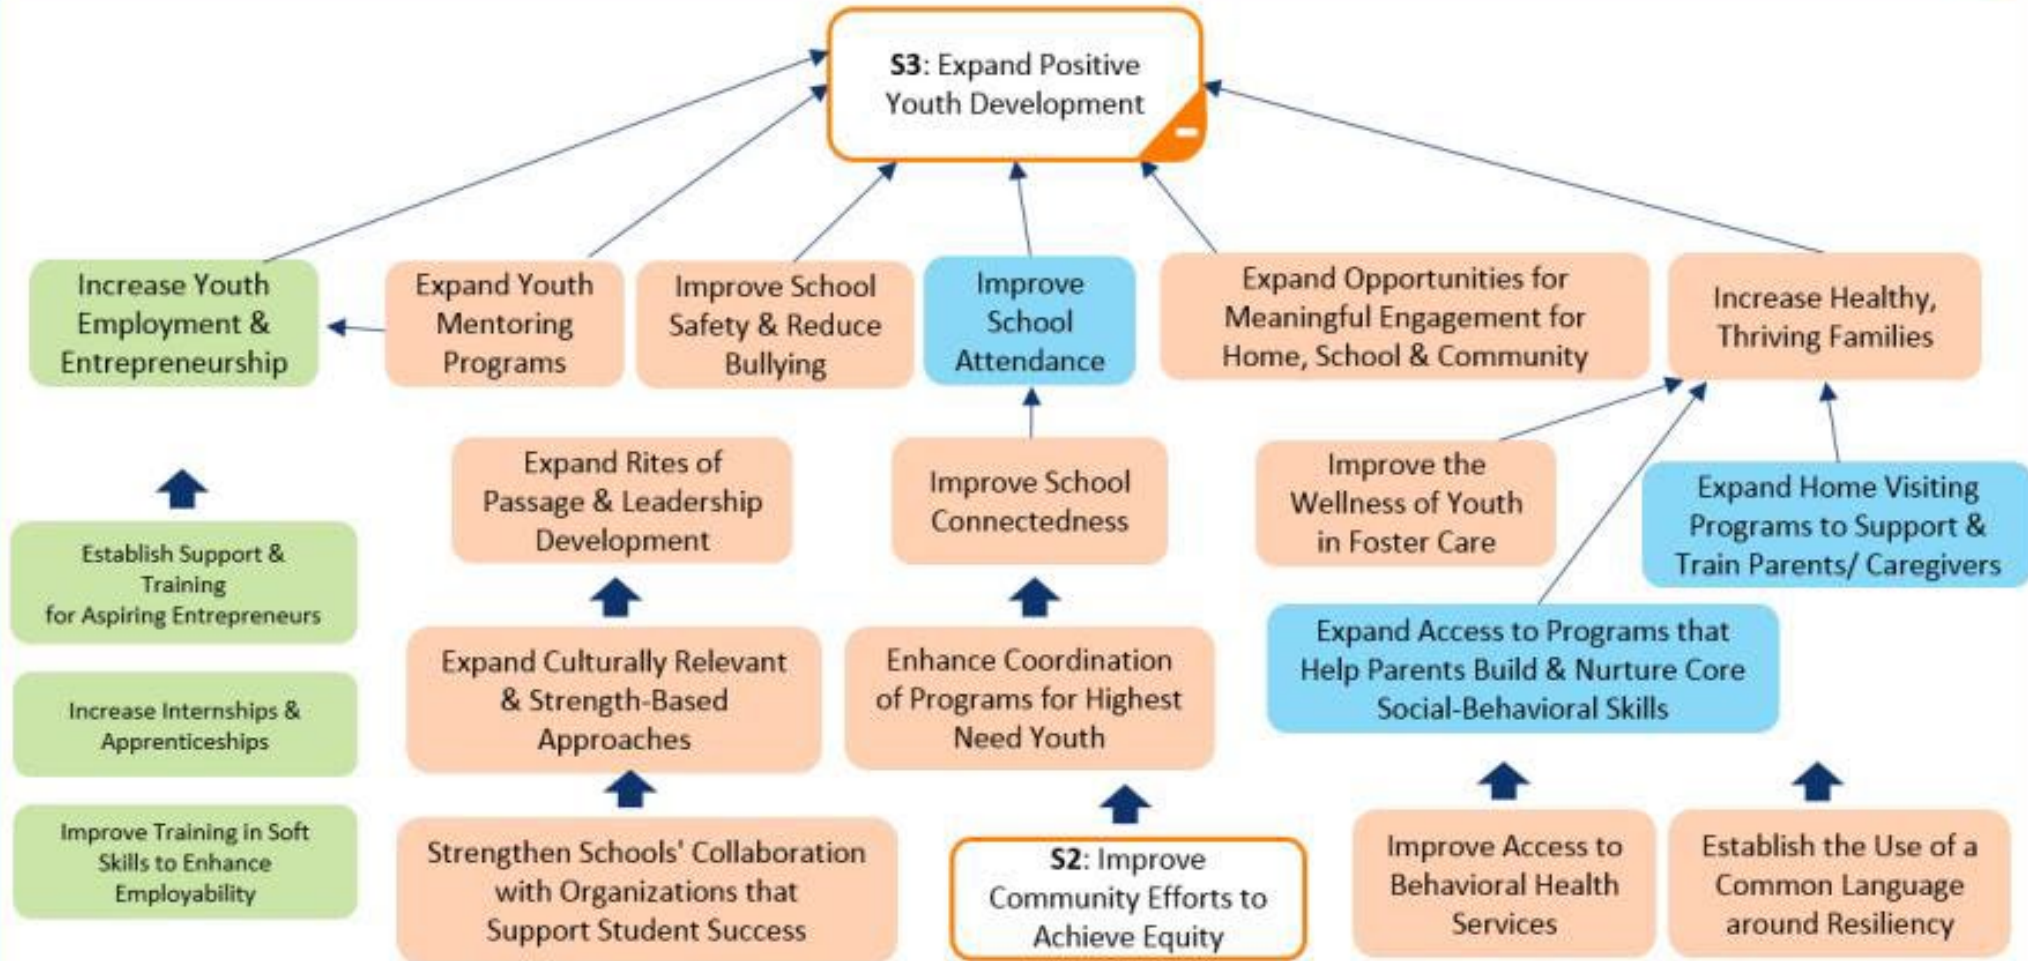 S3: Expand Positive
Youth Development
Increase Youth
Employment &
Entrepreneurship
Expand Youth
Mentoring
Programs
Improve School
Safety & Reduce
Bullying
Improve
School
Attendance
Expand Opportunities for
Meaningful Engagement for
Home, School & Community
Increase Healthy,
Thriving Families
Expand Rites of
Passage & Leadership
Development
Improve School
Connectedness
Improve the
Wellness of Youth
in Foster Care
Expand Home Visiting
Programs to Support &
Train Parents/ Caregivers
Establish Support &
Training
for Aspiring Entrepreneurs
Expand Culturally Relevant
& Strength-Based
Approaches
Enhance Coordination
of Programs for Highest
Need Youth
Expand Access to Programs that
Help Parents Build & Nurture Core
Social-Behavioral Skills
Increase Internships &
Apprenticeships
Improve Training in Soft
Skills to Enhance
Employability
Strengthen Schools' Collaboration
with Organizations that
Support Student Success
S2: Improve
Community Efforts to
Achieve Equity
Improve Access to
Behavioral Health
Services
Establish the Use of a
Common Language
around Resiliency